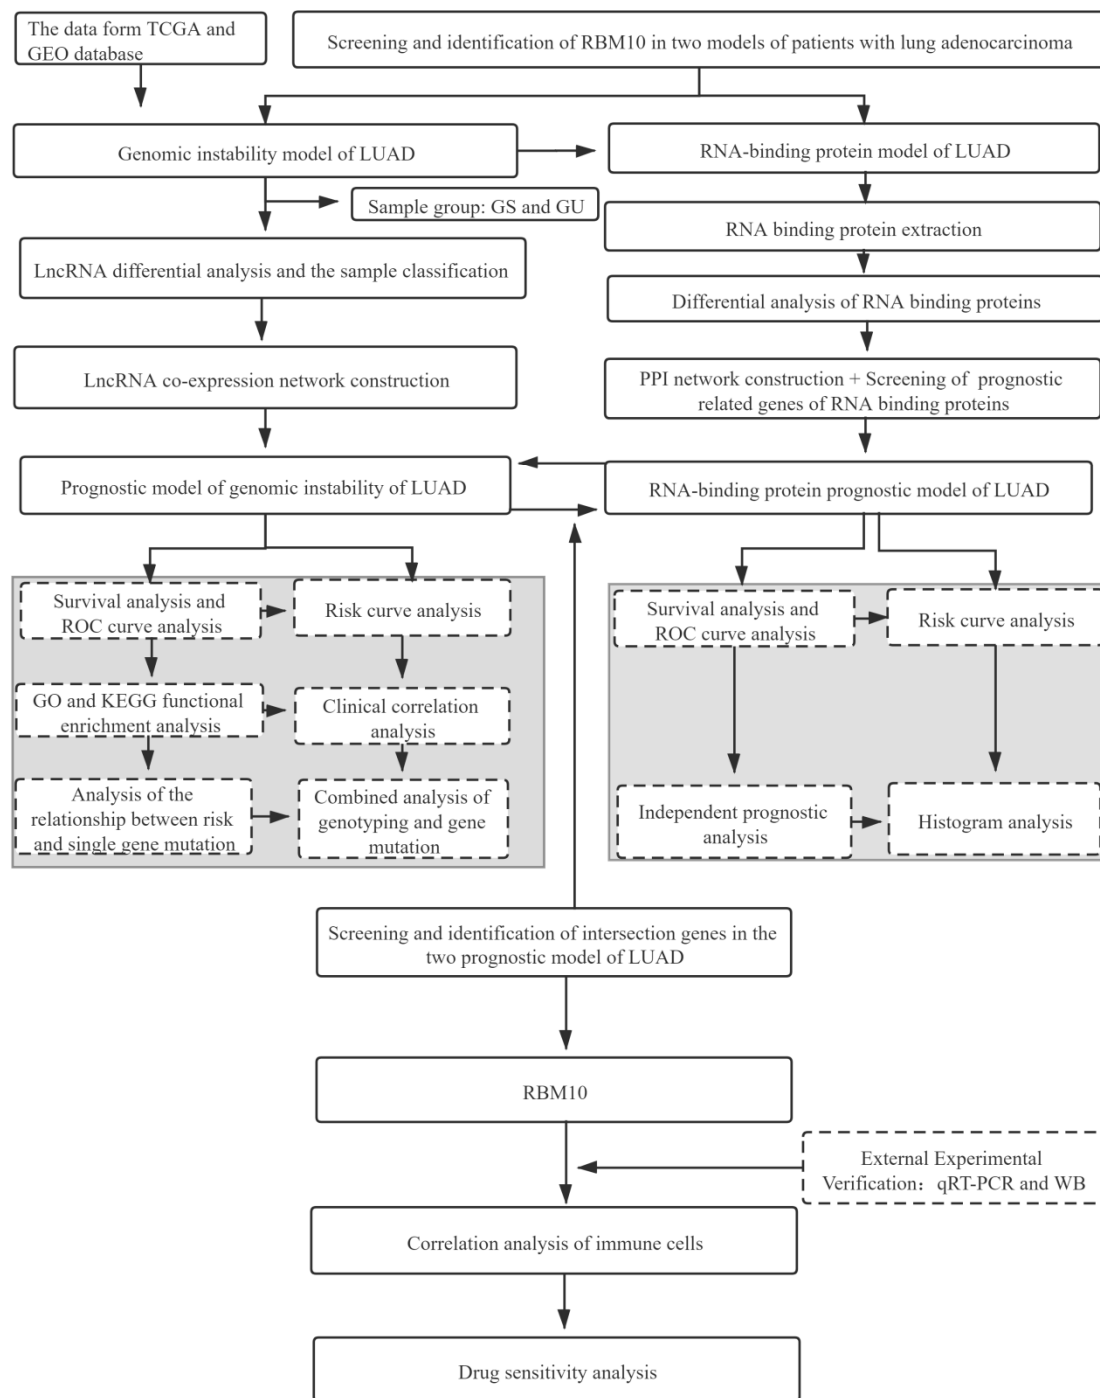 The data form TCGA and
GEO database
Screening and identification of RBM10 in two models of patients with lung adenocarcinoma
Genomic instability model of LUAD
RNA-binding protein model of LUAD
Sample group: GS and GU
RNA binding protein extraction
LncRNA differential analysis and the sample classification
Differential analysis of RNA binding proteins
LncRNA co-expression network construction
PPI network construction + Screening of prognostic
related genes of RNA binding proteins
Prognostic model of genomic instability of LUAD
RNA-binding protein prognostic model of LUAD
Survival analysis and
ROC curve analysis
Risk curve analysis
GO and KEGG functional
enrichment analysis
Clinical correlation
analysis
Analysis of the
relationship between risk
and single gene mutation
Combined analysis of
genotyping and gene
mutation
Survival analysis and
ROC curve analysis
Risk curve analysis
Independent prognostic
analysis
Histogram analysis
Screening and identification of intersection genes in the
two prognostic model of LUAD
RBM10
External Experimental
Verification：qRT-PCR and WB
Correlation analysis of immune cells
Drug sensitivity analysis